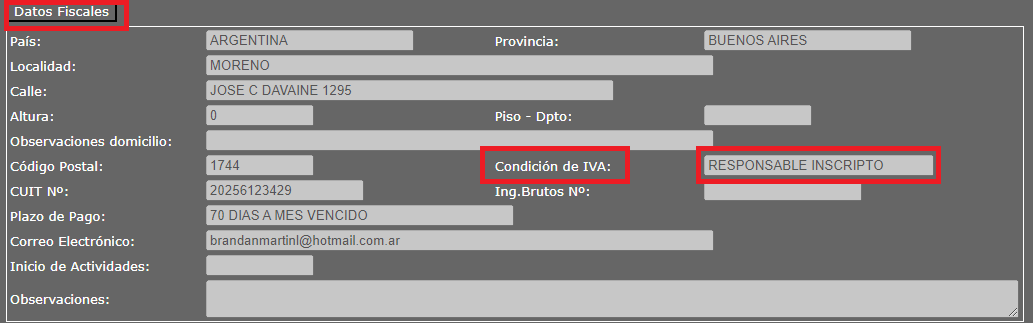 Datos Fiscales
País: ARGENTINA Provincia: BUENOS AIRES
Localidad: MORENO
Calle: JOSE C DAVAINE 1295
Altura: 0 Piso - Dpto:
Observaciones domicilio:
Código Postal: 1744 Condición de IVA: RESPONSABLE INSCRIPTO
CUIT Nº: 20256123429 Ing.Brutos Nº:
Plazo de Pago: 70 DIAS A MES VENCIDO
Correo Electrónico: brandanmartinl@hotmail.com.ar
Inicio de Actividades:
Observaciones: